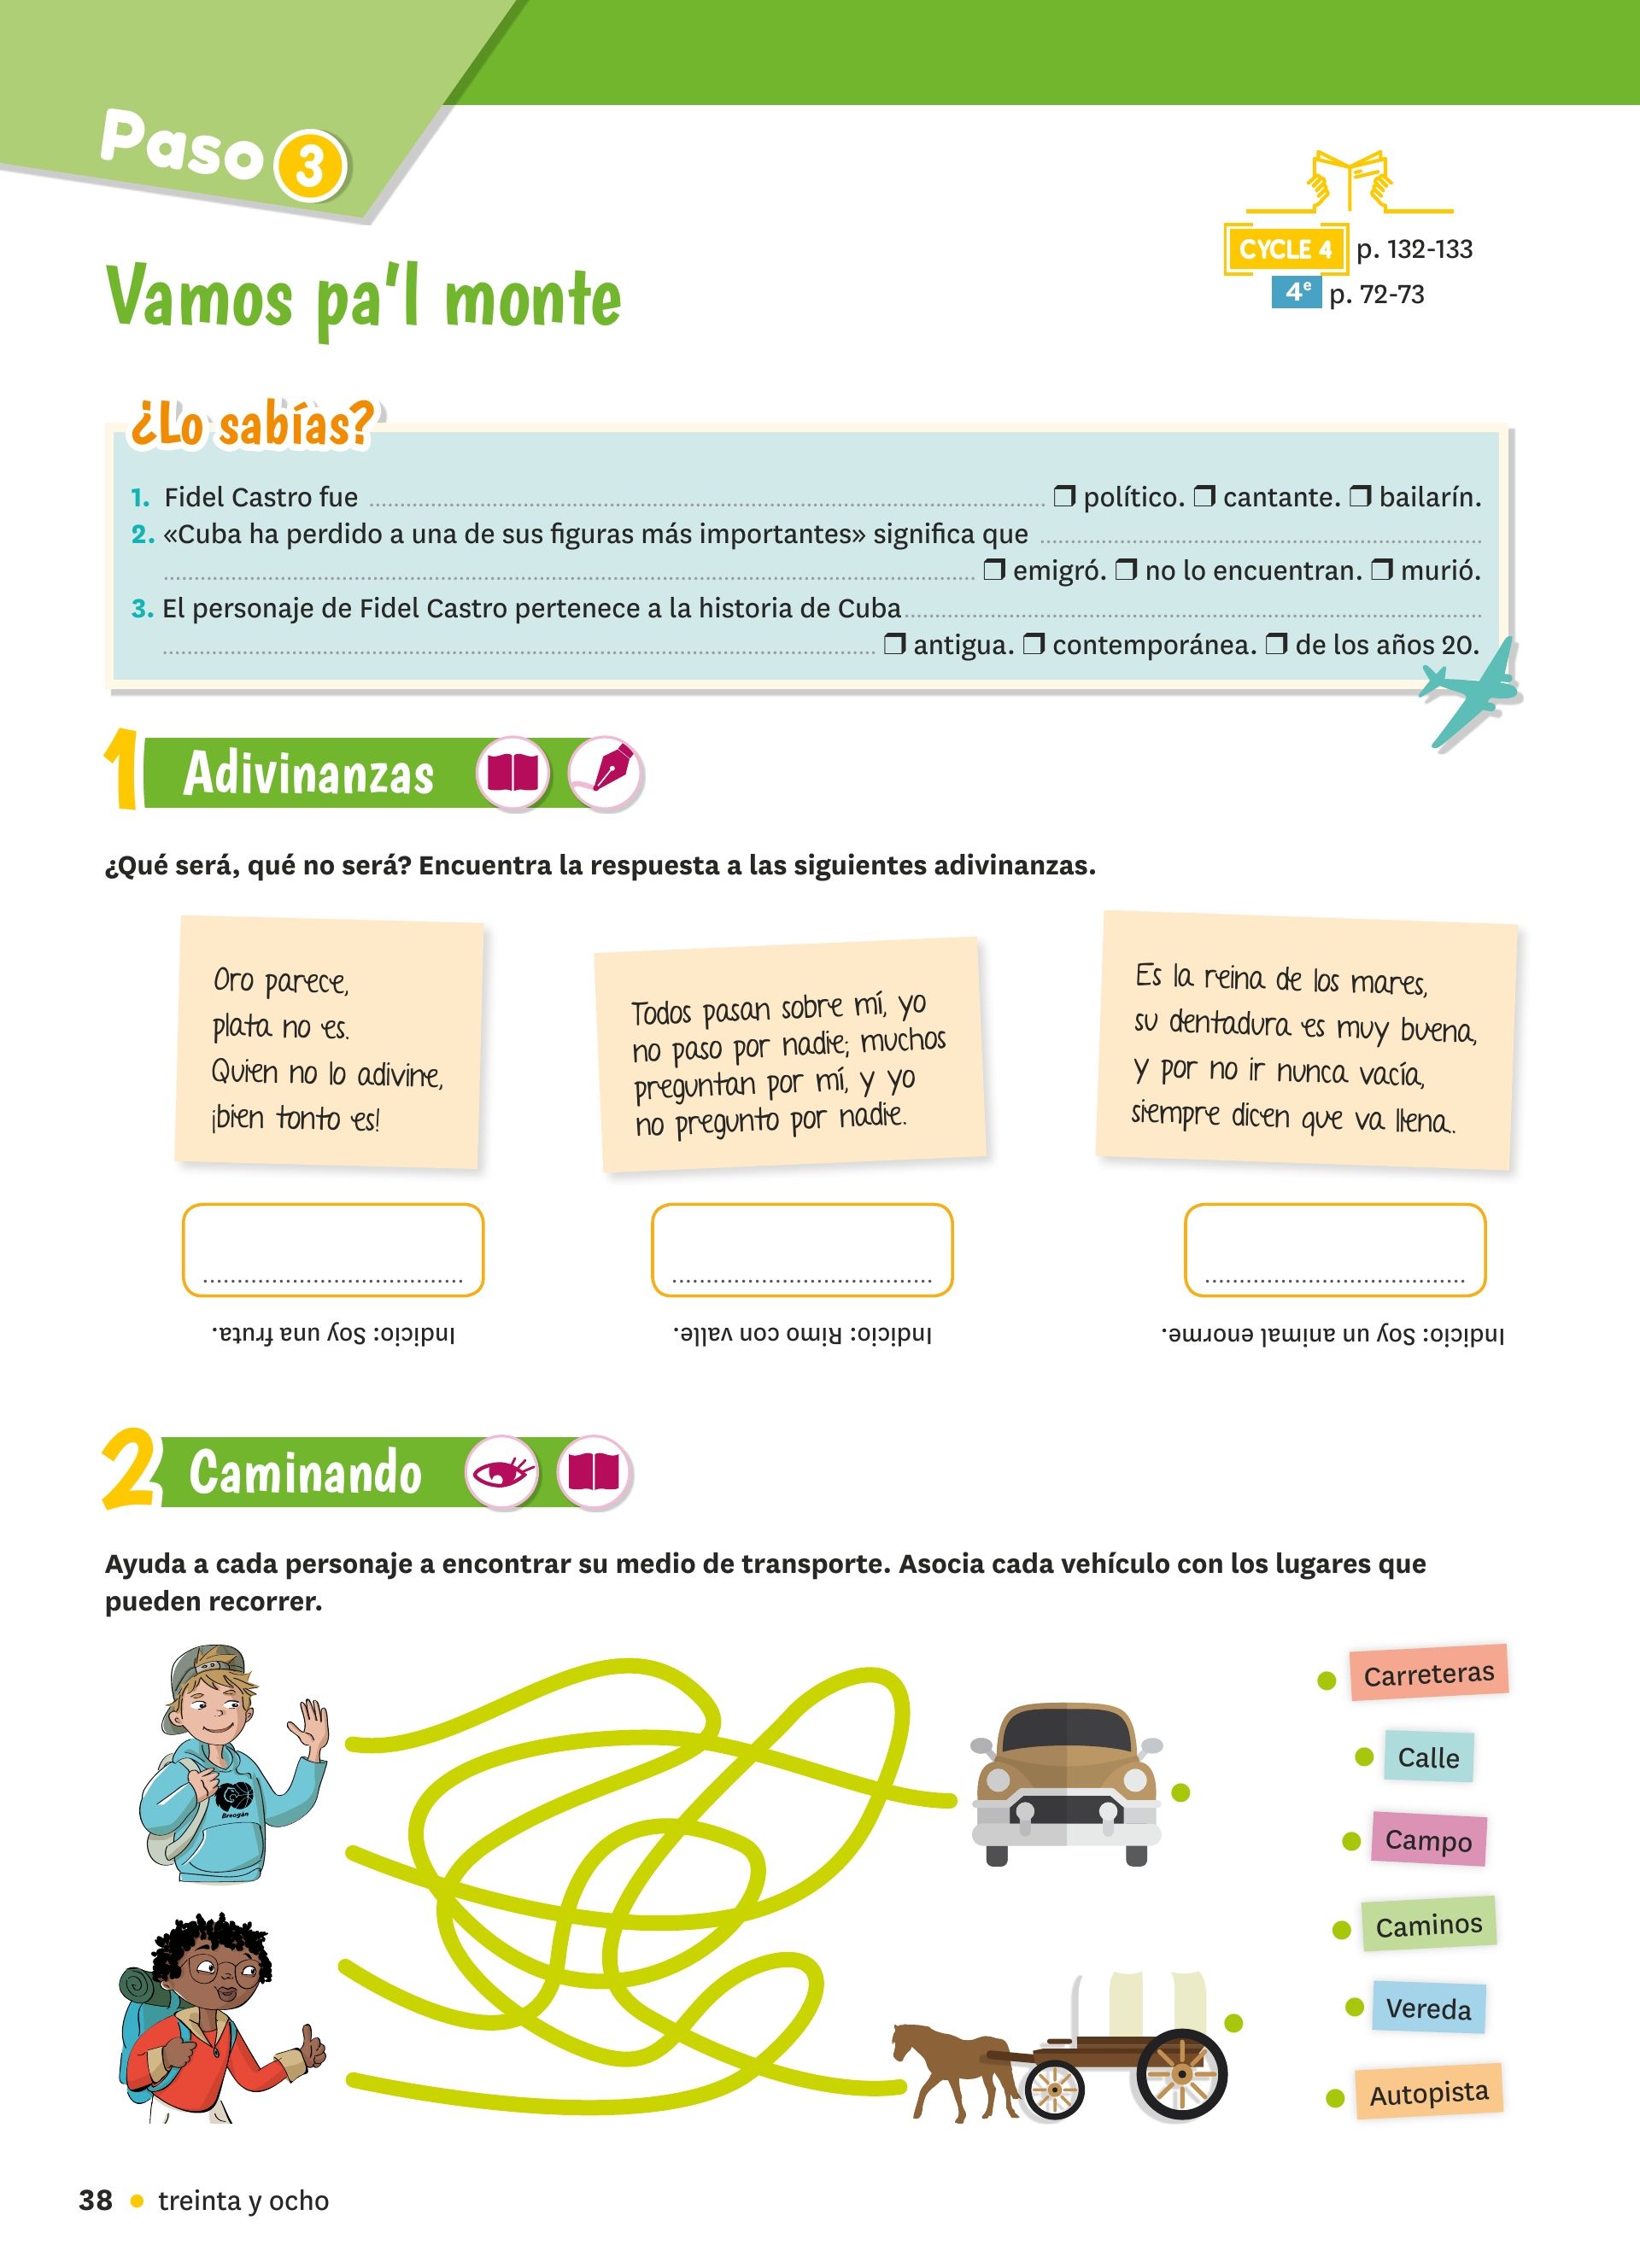 Paso 3
CYCLE 4 p. 132-133
4e p. 72-73
Vamos pa'l monte
¿Lo sabías?
1. Fidel Castro fue ❒ político. ❒ cantante. ❒ bailarín.
2. «Cuba ha perdido a una de sus figuras más importantes» significa que
❒ emigró. ❒ no lo encuentran. ❒ murió.
3. El personaje de Fidel Castro pertenece a la historia de Cuba
❒ antigua. ❒ contemporánea. ❒ de los años 20.
1 Adivinanzas
¿Qué será, qué no será? Encuentra la respuesta a las siguientes adivinanzas.
Oro parece,
plata no es.
Quien no lo adivine,
¡bien tonto es!
Todos pasan sobre mí, yo
no paso por nadie; muchos
preguntan por mí, y yo
no pregunto por nadie.
Es la reina de los mares,
su dentadura es muy buena,
y por no ir nunca vacía,
siempre dicen que va llena.
Indicio: Soy una fruta.
Indicio: Rimo con valle.
Indicio: Soy un animal enorme.
2 Caminando
Ayuda a cada personaje a encontrar su medio de transporte. Asocia cada vehículo con los lugares que
pueden recorrer.
Breogán
Carreteras
Calle
Campo
Caminos
Vereda
Autopista
38 • treinta y ocho